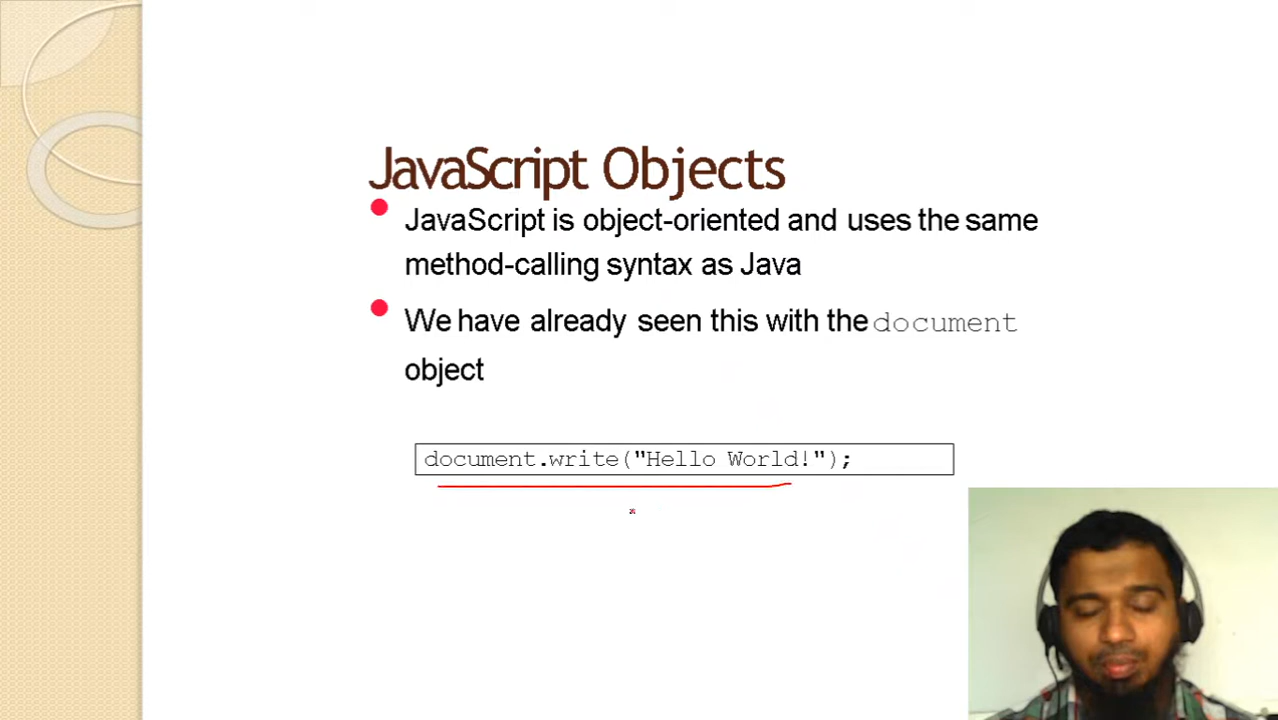 JavaScript Objects
JavaScript is object-oriented and uses the same
method-calling syntax as Java
We have already seen this with the document
object
document.write("Hello World!");